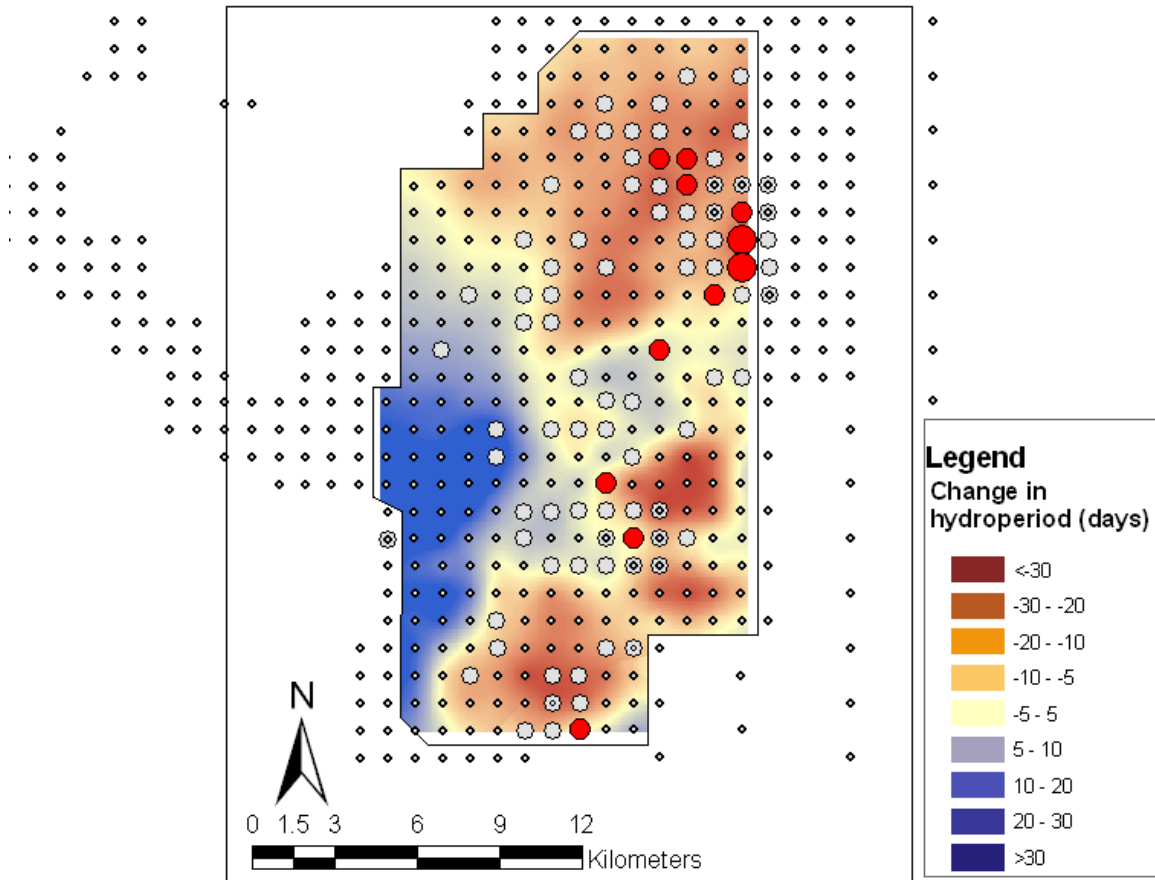 Legend
Change in
hydroperiod (days)
<-30
-30 - -20
-20 - -10
-10 - -5
-5 - 5
5 - 10
10 - 20
20 - 30
>30
N
0 1.5 3 6 9 12
Kilometers